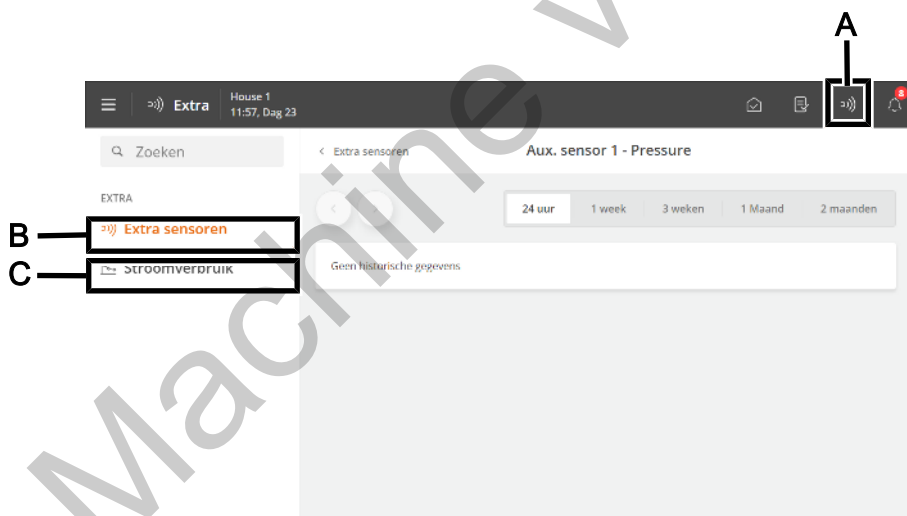 A
Extra
House 1
11:57, Dag 23
8
Zoeken
Extra sensoren
Aux. sensor 1 - Pressure
EXTRA
24 uur 1 week 3 weken 1 Maand 2 maanden
B
Extra sensoren
C
Stroomverbruik
Geen historische gegevens
Machine v